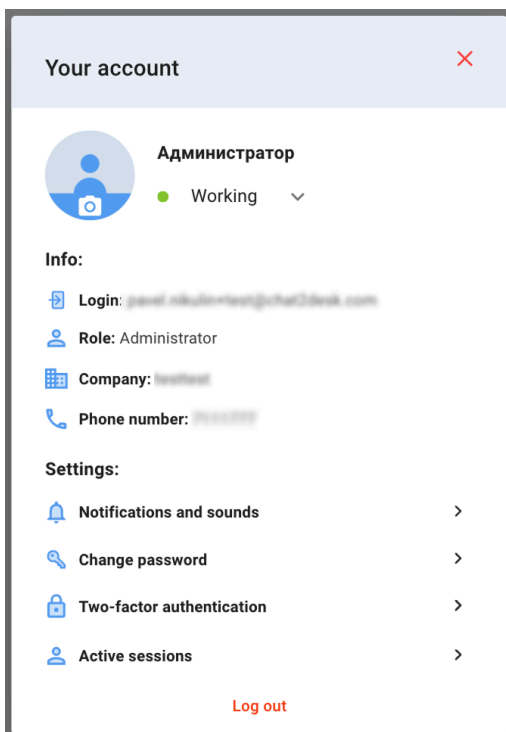 Your account
Администратор
Working
Info:
Login:
Role: Administrator
Company:
Phone number:
Settings:
Notifications and sounds
Change password
Two-factor authentication
Active sessions
Log out